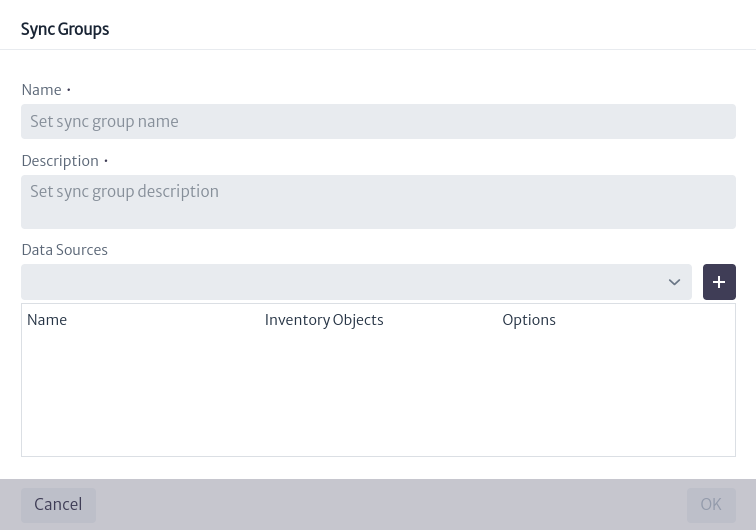 Sync Groups
Name •
Set sync group name
Description •
Set sync group description
Data Sources
+
Name Inventory Objects Options
Cancel OK